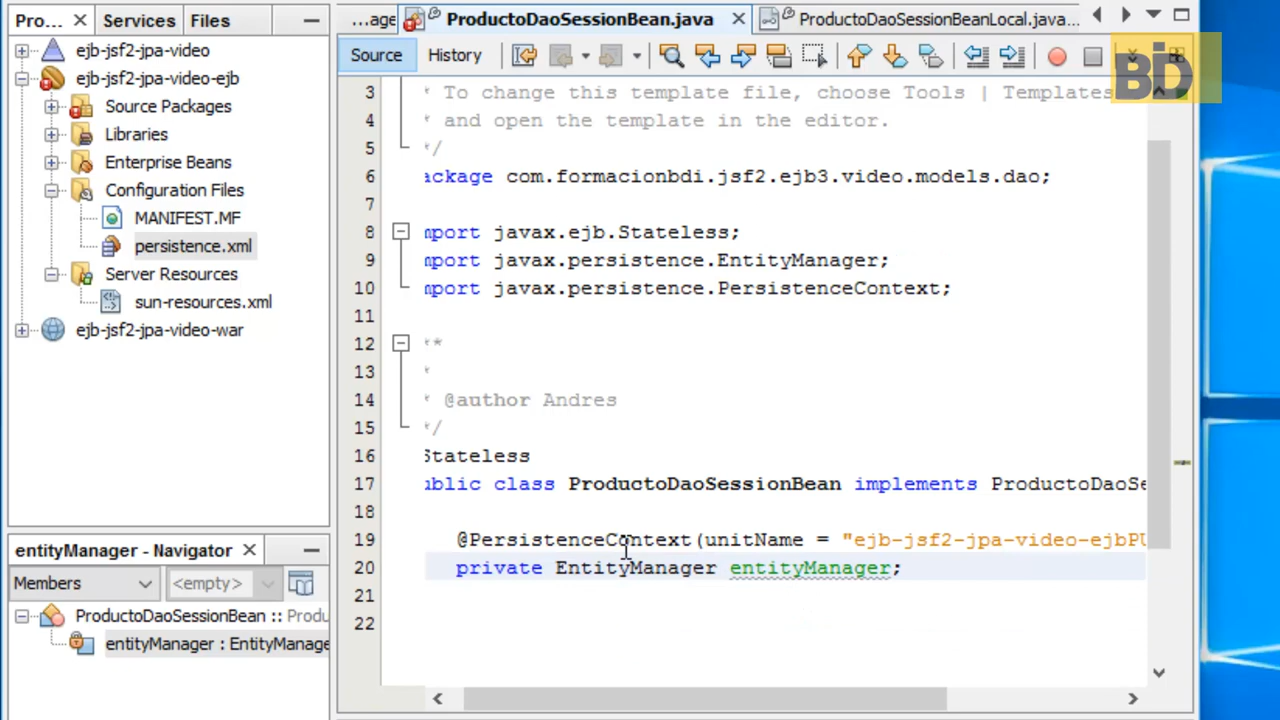 Pro...
Services
Files
...age
ProductoDaoSessionBean.java
ProductoDaoSessionBeanLocal.java...
ejb-jsf2-jpa-video
ejb-jsf2-jpa-video-ejb
Source Packages
Libraries
Enterprise Beans
Configuration Files
MANIFEST.MF
persistence.xml
Server Resources
sun-resources.xml
ejb-jsf2-jpa-video-war
Source
History
BDI
3 * To change this template file, choose Tools | Templates
4 * and open the template in the editor.
5 */
6 ackage com.formacionbdi.jsf2.ejb3.video.models.dao;
7
8 mport javax.ejb.Stateless;
9 mport javax.persistence.EntityManager;
10 mport javax.persistence.PersistenceContext;
11
12 **
13 *
14 * @author Andres
15 */
16 Stateless
17 ublic class ProductoDaoSessionBean implements ProductoDaoSe
18
19 @PersistenceContext(unitName = "ejb-jsf2-jpa-video-ejbPU
20 private EntityManager entityManager;
21
22
entityManager - Navigator
Members
<empty>
ProductoDaoSessionBean :: Produ
entityManager : EntityManage